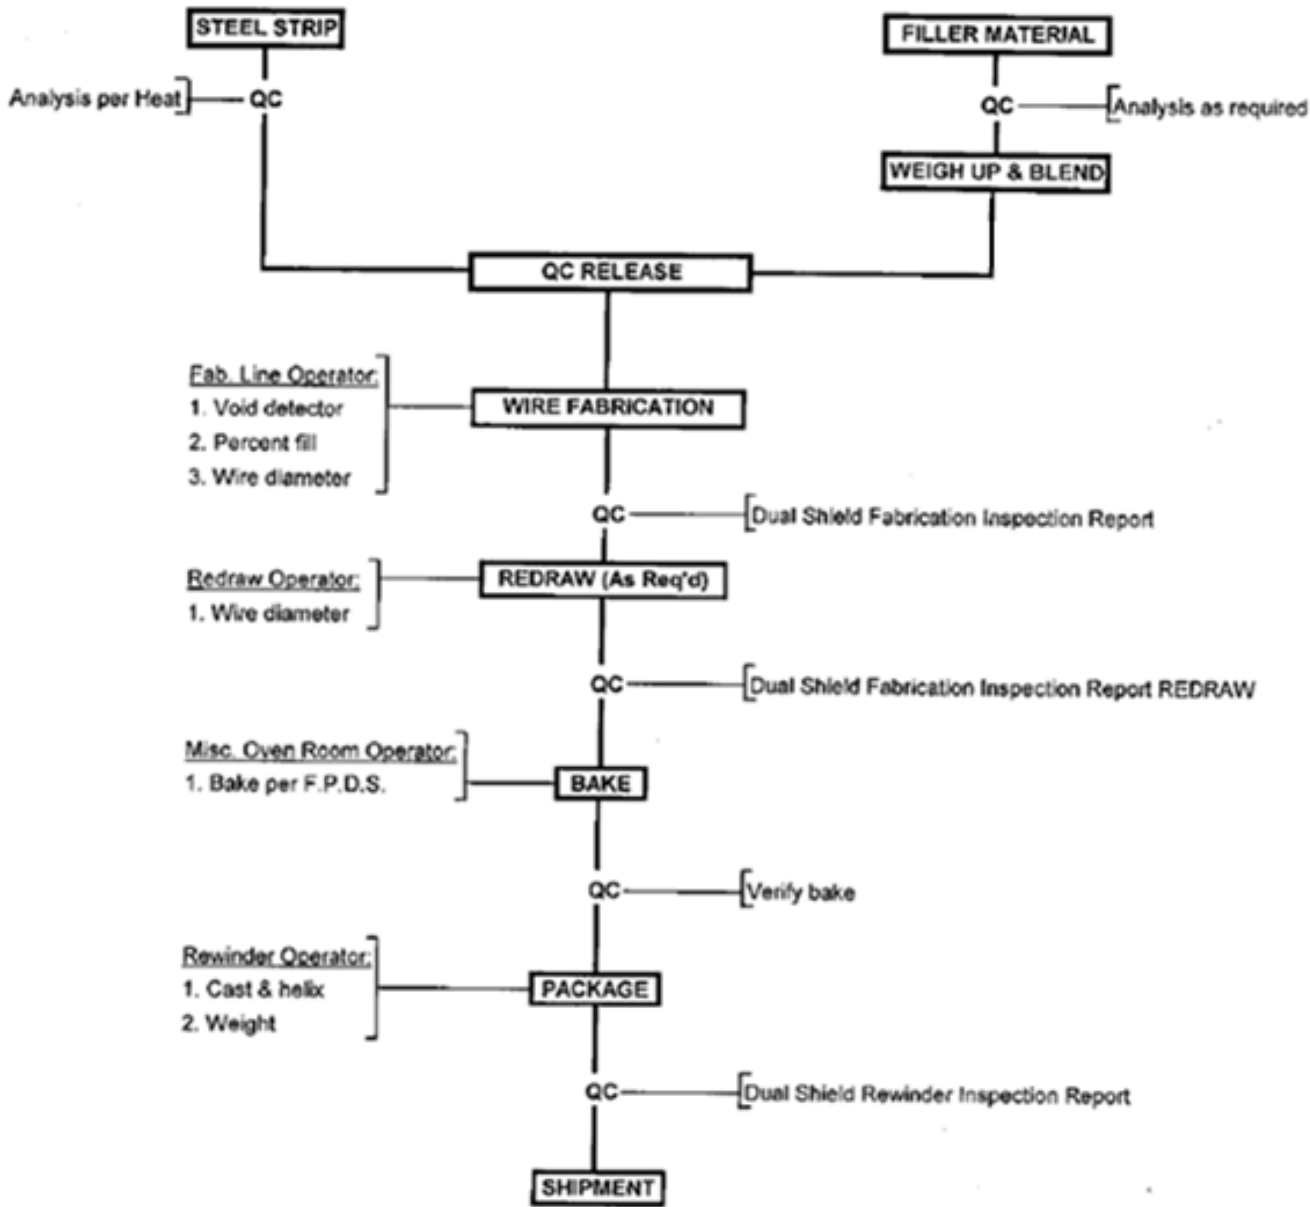 STEEL STRIP
FILLER MATERIAL
Analysis per Heat
QC
QC
Analysis as required
WEIGH UP & BLEND
QC RELEASE
Fab. Line Operator:
1. Void detector
2. Percent fill
3. Wire diameter
WIRE FABRICATION
QC
Dual Shield Fabrication Inspection Report
Redraw Operator:
1. Wire diameter
REDRAW (As Req'd)
QC
Dual Shield Fabrication Inspection Report REDRAW
Misc. Oven Room Operator:
1. Bake per F.P.D.S.
BAKE
QC
Verify bake
Rewinder Operator:
1. Cast & helix
2. Weight
PACKAGE
QC
Dual Shield Rewinder Inspection Report
SHIPMENT